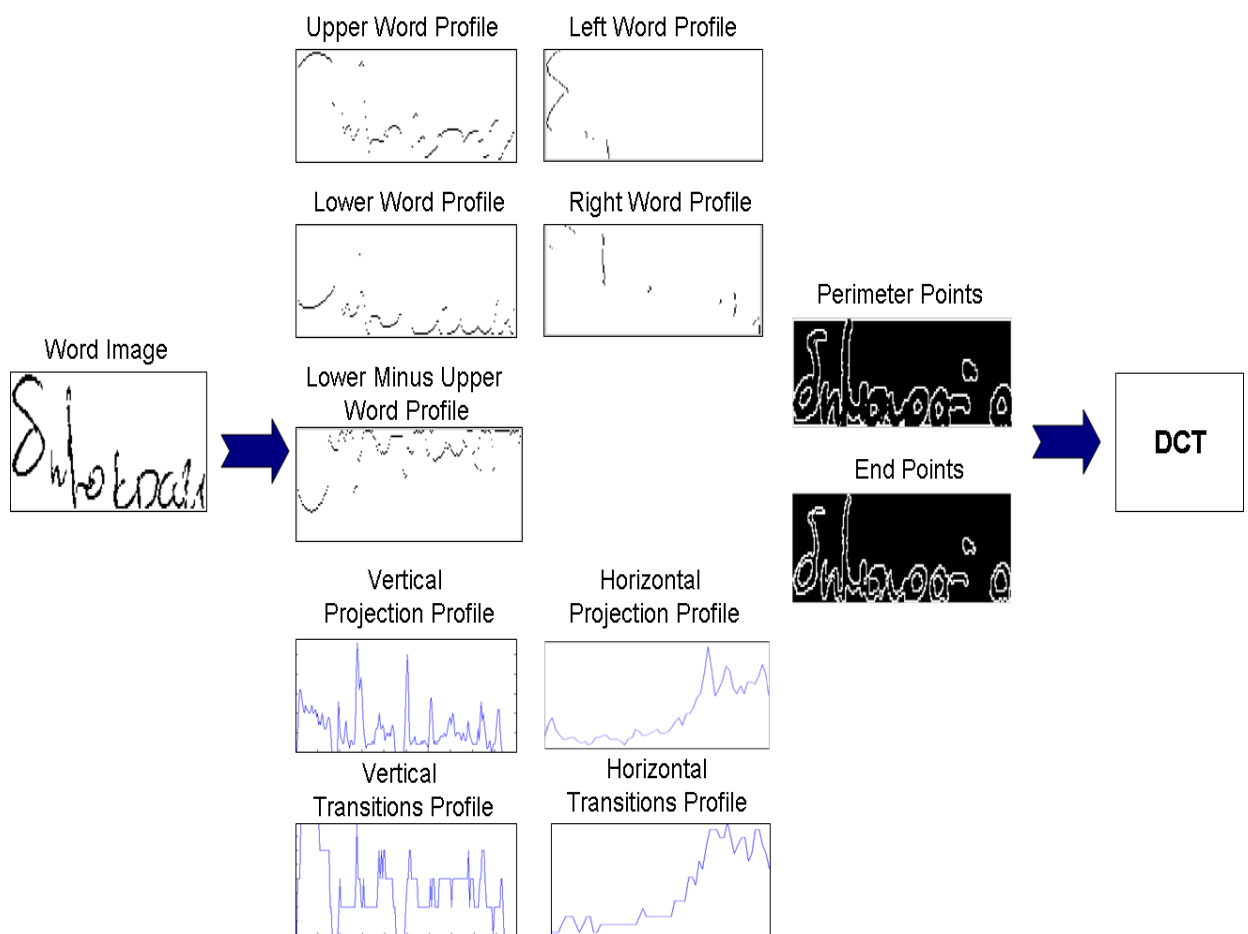 Upper Word Profile
Left Word Profile
Lower Word Profile
Right Word Profile
Perimeter Points
Word Image
Lower Minus Upper
Word Profile
DCT
End Points
Vertical
Projection Profile
Horizontal
Projection Profile
Vertical
Transitions Profile
Horizontal
Transitions Profile